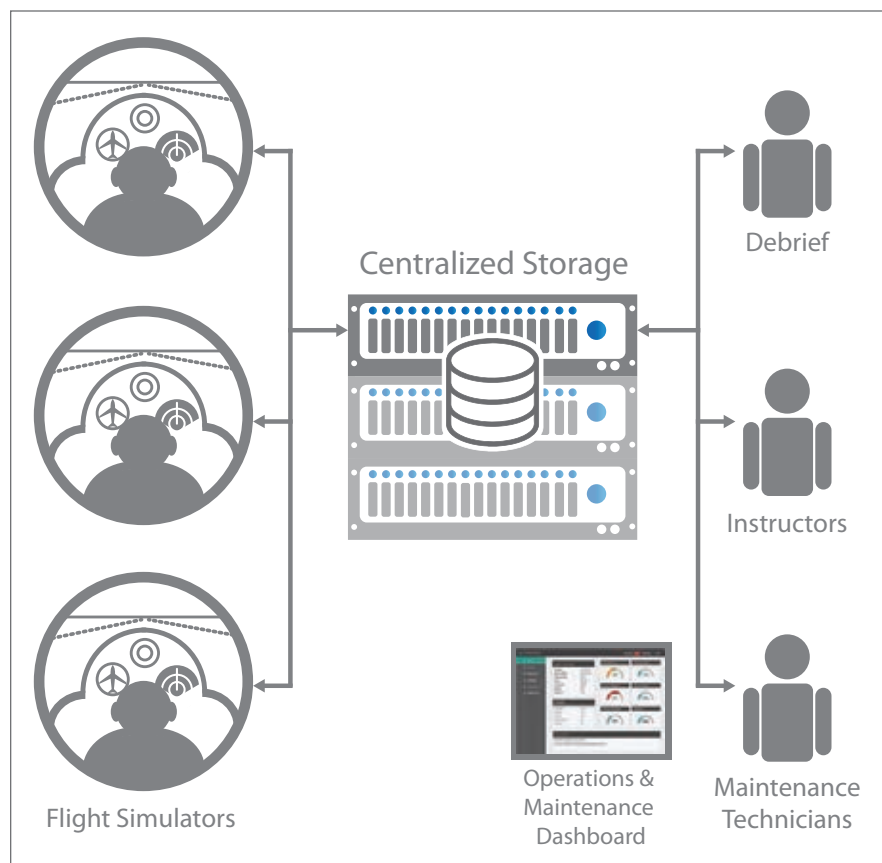 Centralized Storage
Debrief
Instructors
Flight Simulators
Operations &
Maintenance
Dashboard
Maintenance
Technicians